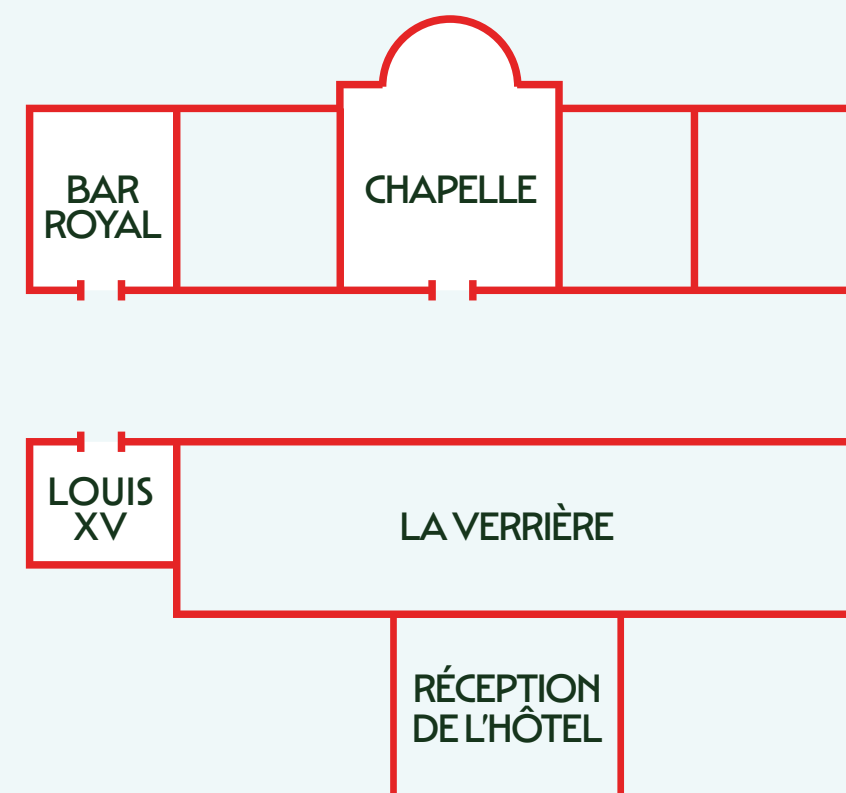 BAR
ROYAL
CHAPELLE
LOUIS
XV
LA VERRIÈRE
RÉCEPTION
DE L'HÔTEL